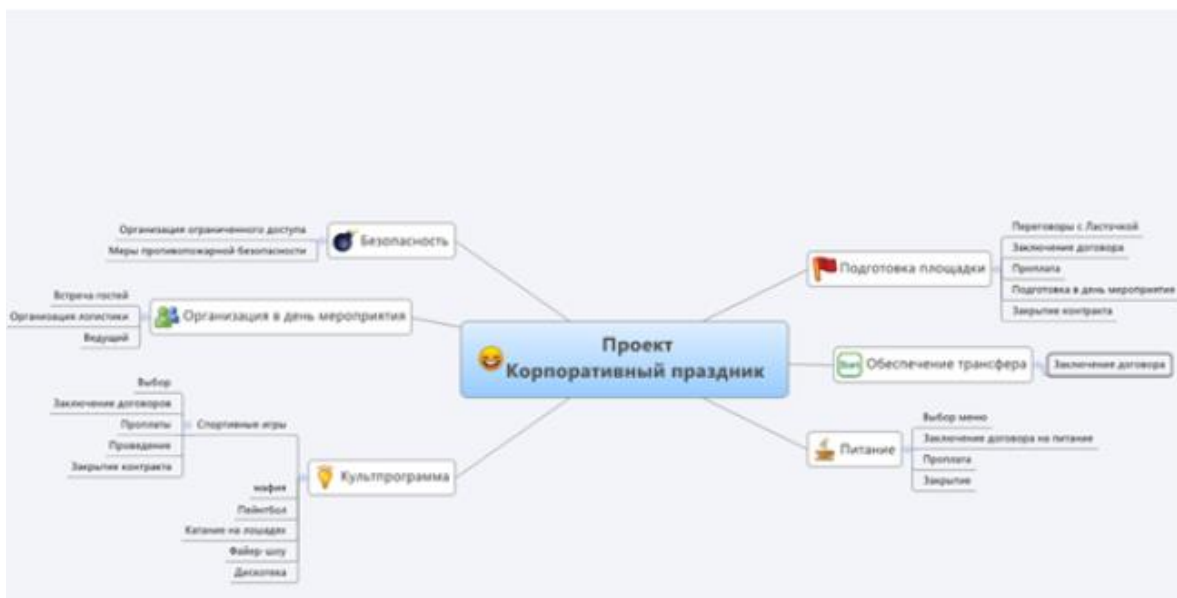 Проект
Корпоративный праздник
Безопасность
Организация ограниченного доступа
Меры противопожарной безопасности
Организация в день мероприятия
Встреча гостей
Организация логистики
Ведущий
Культпрограмма
Спортивные игры
Выбор
Заключение договоров
Проплаты
Проведение
Закрытие контракта
мафия
Пейнтбол
Катание на лошадях
Файер-шоу
Дискотека
Подготовка площадки
Переговоры с Ласточкой
Заключение договора
Проплата
Подготовка в день мероприятия
Закрытие контракта
Start
Обеспечение трансфера
Заключение договора
Питание
Выбор меню
Заключение договора на питание
Проплата
Закрытие